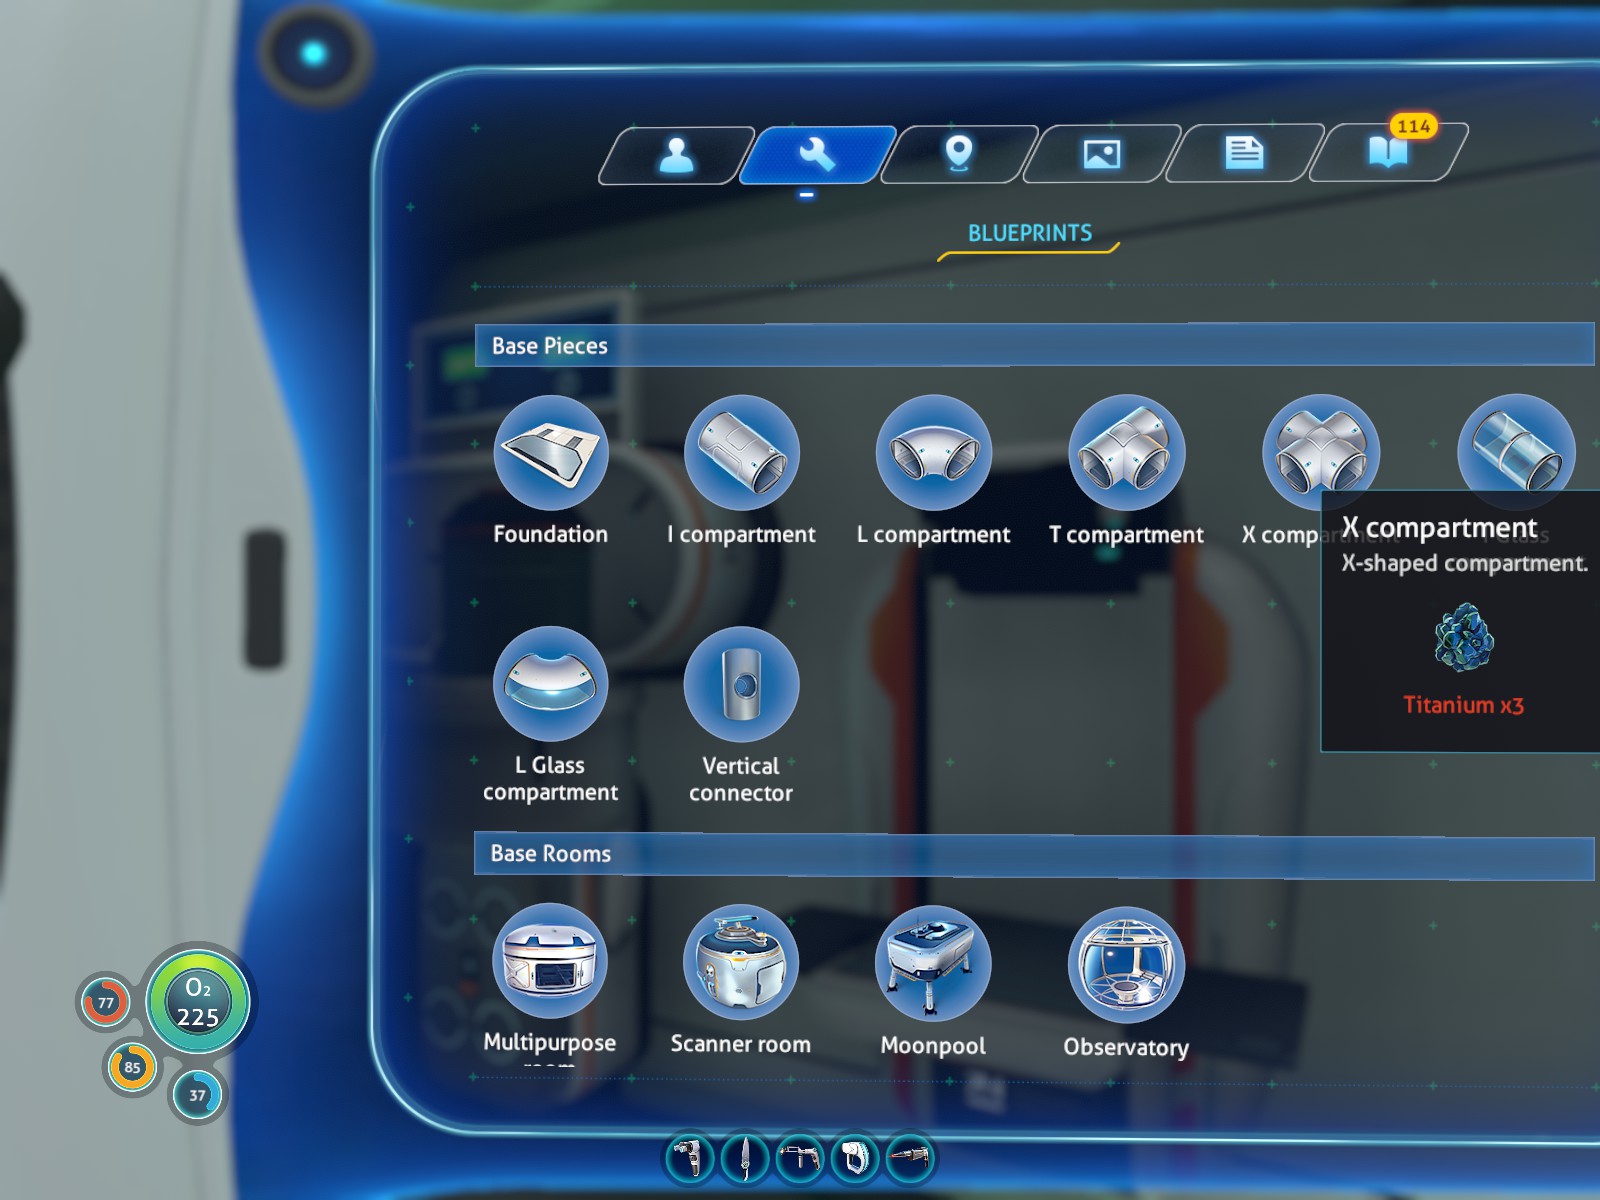 114
BLUEPRINTS
Base Pieces
Foundation
I compartment
L compartment
T compartment
X comp
X compartment
X-shaped compartment.
Titanium x3
L Glass
compartment
Vertical
connector
Base Rooms
Multipurpose
Scanner room
Moonpool
Observatory
77
O₂
225
85
37